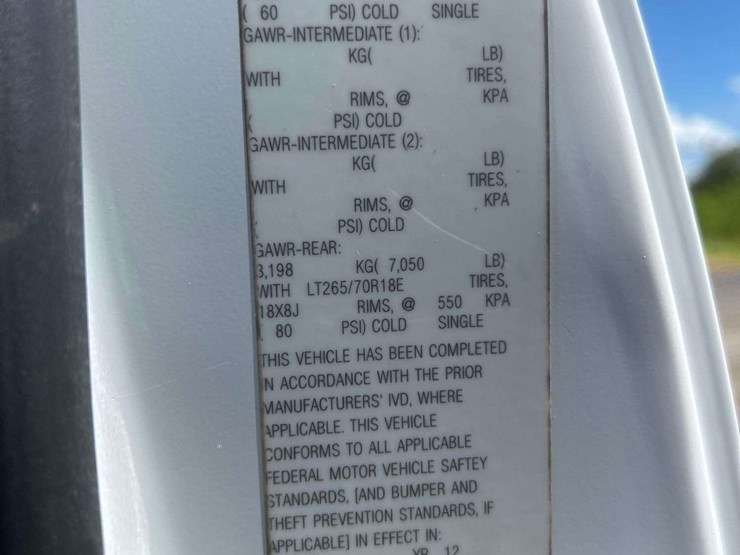 ( 60 PSI) COLD SINGLE
GAWR-INTERMEDIATE (1):
KG( LB)
WITH TIRES,
RIMS, @ KPA
( PSI) COLD
GAWR-INTERMEDIATE (2):
KG( LB)
WITH TIRES,
RIMS, @ KPA
( PSI) COLD
GAWR-REAR:
3,198 KG( 7,050 LB)
WITH LT265/70R18E TIRES,
18X8J RIMS, @ 550 KPA
80 PSI) COLD SINGLE
THIS VEHICLE HAS BEEN COMPLETED
IN ACCORDANCE WITH THE PRIOR
MANUFACTURERS' IVD, WHERE
APPLICABLE. THIS VEHICLE
CONFORMS TO ALL APPLICABLE
FEDERAL MOTOR VEHICLE SAFTEY
STANDARDS, [AND BUMPER AND
THEFT PREVENTION STANDARDS, IF
APPLICABLE] IN EFFECT IN:
YR 12